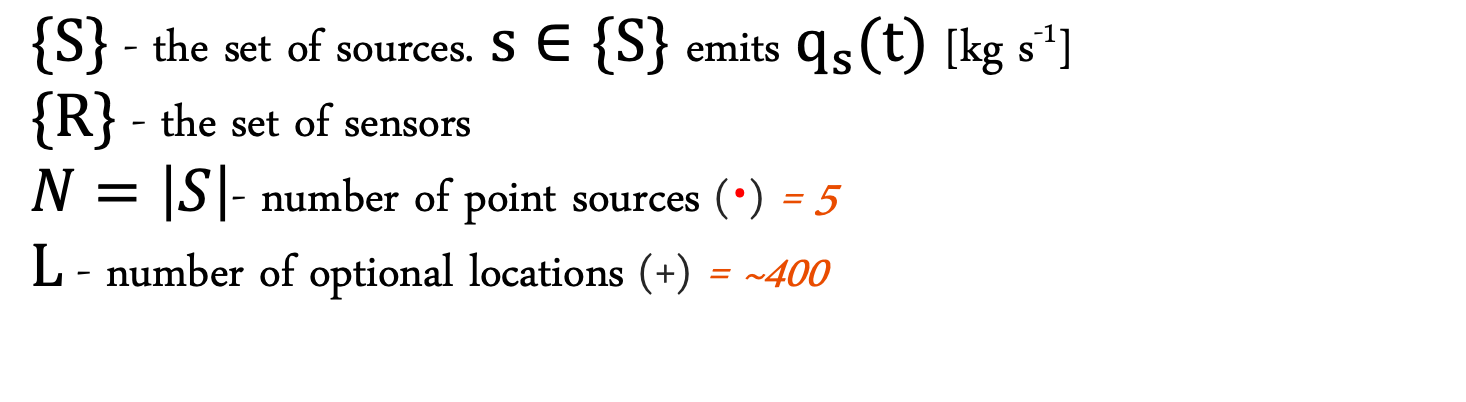 {S} - the set of sources. s ∈ {S} emits qₛ(t) [kg s⁻¹]
{R} - the set of sensors
N = |S|- number of point sources (•) = 5
L - number of optional locations (+) = ~400